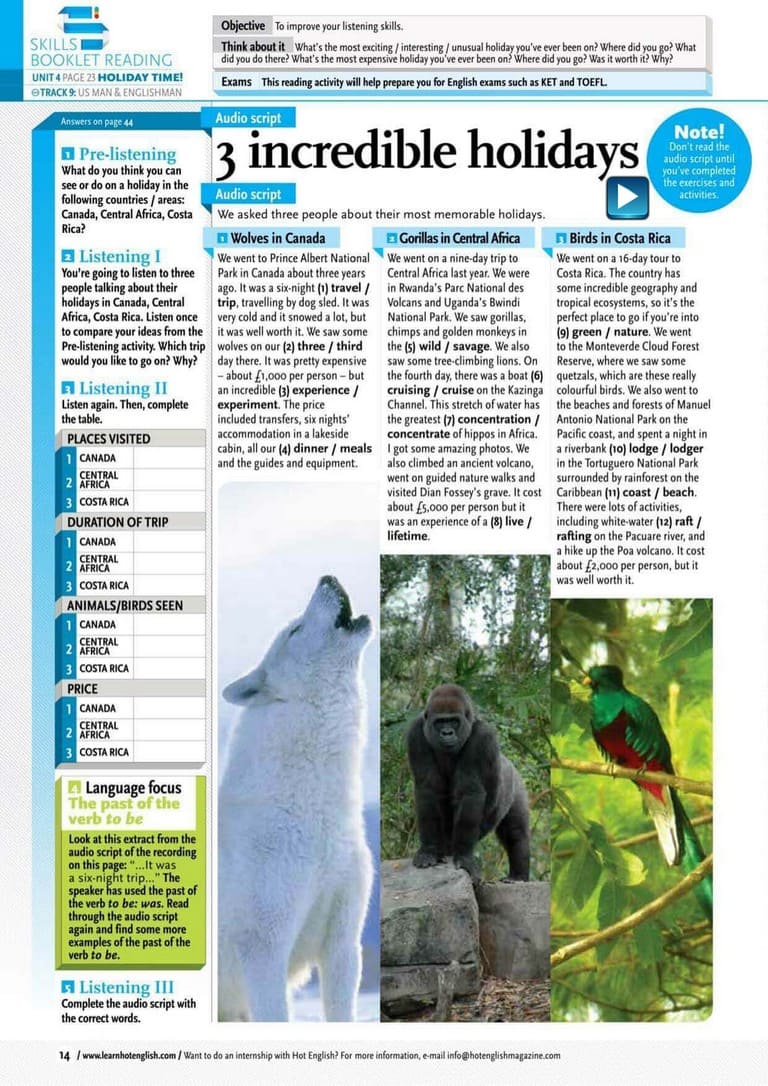 SKILLS
BOOKLET READING
UNIT 4 PAGE 23 HOLIDAY TIME!
TRACK 9: US MAN & ENGLISHMAN
Objective To improve your listening skills.
Think about it What's the most exciting / interesting / unusual holiday you've ever been on? Where did you go? What
did you do there? What's the most expensive holiday you've ever been on? Where did you go? Was it worth it? Why?
Exams This reading activity will help prepare you for English exams such as KET and TOEFL.
Answers on page 44
1 Pre-listening
What do you think you can
see or do on a holiday in the
following countries / areas:
Canada, Central Africa, Costa
Rica?
2 Listening I
You're going to listen to three
people talking about their
holidays in Canada, Central
Africa, Costa Rica. Listen once
to compare your ideas from the
Pre-listening activity. Which trip
would you like to go on? Why?
3 Listening II
Listen again. Then, complete
the table.
PLACES VISITED
1 CANADA
2 CENTRAL
AFRICA
3 COSTA RICA
DURATION OF TRIP
1 CANADA
2 CENTRAL
AFRICA
3 COSTA RICA
ANIMALS/BIRDS SEEN
1 CANADA
2 CENTRAL
AFRICA
3 COSTA RICA
PRICE
1 CANADA
2 CENTRAL
AFRICA
3 COSTA RICA
4 Language focus
The past of the
verb to be
Look at this extract from the
audio script of the recording
on this page: "...It was
a six-night trip..." The
speaker has used the past of
the verb to be: was. Read
through the audio script
again and find some more
examples of the past of the
verb to be.
5 Listening III
Complete the audio script with
the correct words.
Audio script
3 incredible holidays
Note!
Don't read the
audio script until
you've completed
the exercises and
activities.
Audio script
We asked three people about their most memorable holidays.
1 Wolves in Canada
We went to Prince Albert National
Park in Canada about three years
ago. It was a six-night (1) travel /
trip, travelling by dog sled. It was
very cold and it snowed a lot, but
it was well worth it. We saw some
wolves on our (2) three / third
day there. It was pretty expensive
– about £1,000 per person – but
an incredible (3) experience /
experiment. The price
included transfers, six nights'
accommodation in a lakeside
cabin, all our (4) dinner / meals
and the guides and equipment.
2 Gorillas in Central Africa
We went on a nine-day trip to
Central Africa last year. We were
in Rwanda's Parc National des
Volcans and Uganda's Bwindi
National Park. We saw gorillas,
chimps and golden monkeys in
the (5) wild / savage. We also
saw some tree-climbing lions. On
the fourth day, there was a boat (6)
cruising / cruise on the Kazinga
Channel. This stretch of water has
the greatest (7) concentration /
concentrate of hippos in Africa.
I got some amazing photos. We
also climbed an ancient volcano,
went on guided nature walks and
visited Dian Fossey's grave. It cost
about £5,000 per person but it
was an experience of a (8) live /
lifetime.
3 Birds in Costa Rica
We went on a 16-day tour to
Costa Rica. The country has
some incredible geography and
tropical ecosystems, so it's the
perfect place to go if you're into
(9) green / nature. We went
to the Monteverde Cloud Forest
Reserve, where we saw some
quetzals, which are these really
colourful birds. We also went to
the beaches and forests of Manuel
Antonio National Park on the
Pacific coast, and spent a night in
a riverbank (10) lodge / lodger
in the Tortuguero National Park
surrounded by rainforest on the
Caribbean (11) coast / beach.
There were lots of activities,
including white-water (12) raft /
rafting on the Pacuare river, and
a hike up the Poa volcano. It cost
about £2,000 per person, but it
was well worth it.
14 / www.learnhotenglish.com / Want to do an internship with Hot English? For more information, e-mail info@hotenglishmagazine.com